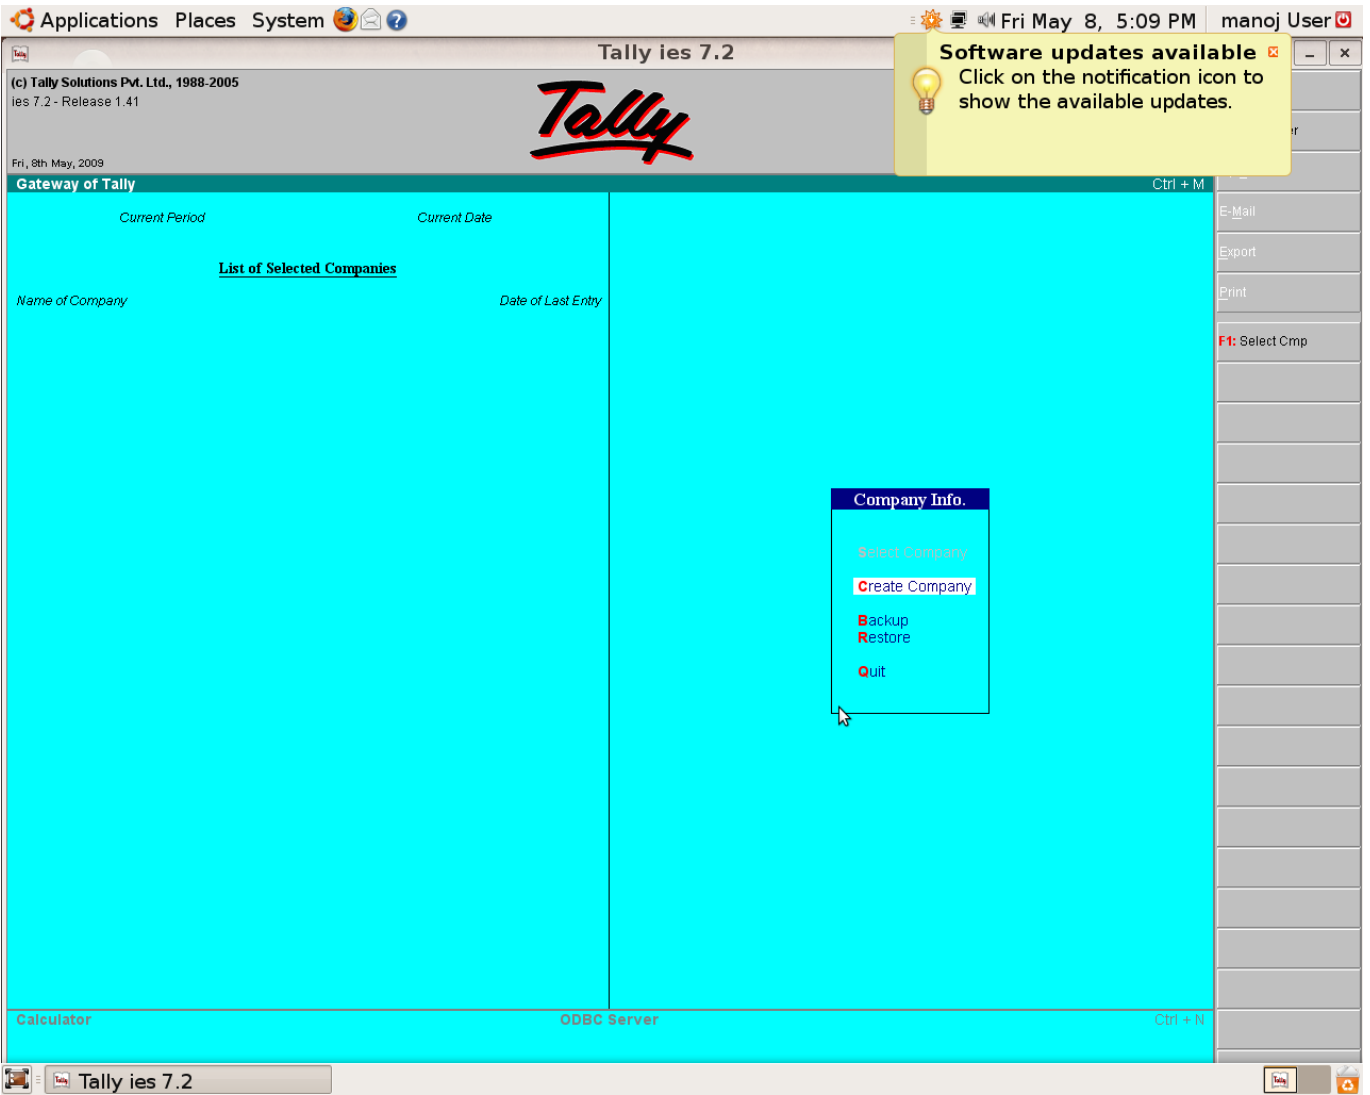 Applications Places System
Fri May 8, 5:09 PM manoj User
Tally ies 7.2
Software updates available
Click on the notification icon to
show the available updates.
(c) Tally Solutions Pvt. Ltd., 1988-2005
ies 7.2 - Release 1.41
Tally
Fri, 8th May, 2009
Gateway of Tally Ctrl + M
Current Period Current Date
List of Selected Companies
Name of Company Date of Last Entry
E-Mail
Export
Print
F1: Select Cmp
Company Info.
Select Company
Create Company
Backup
Restore
Quit
Calculator ODBC Server Ctrl + N
Tally ies 7.2